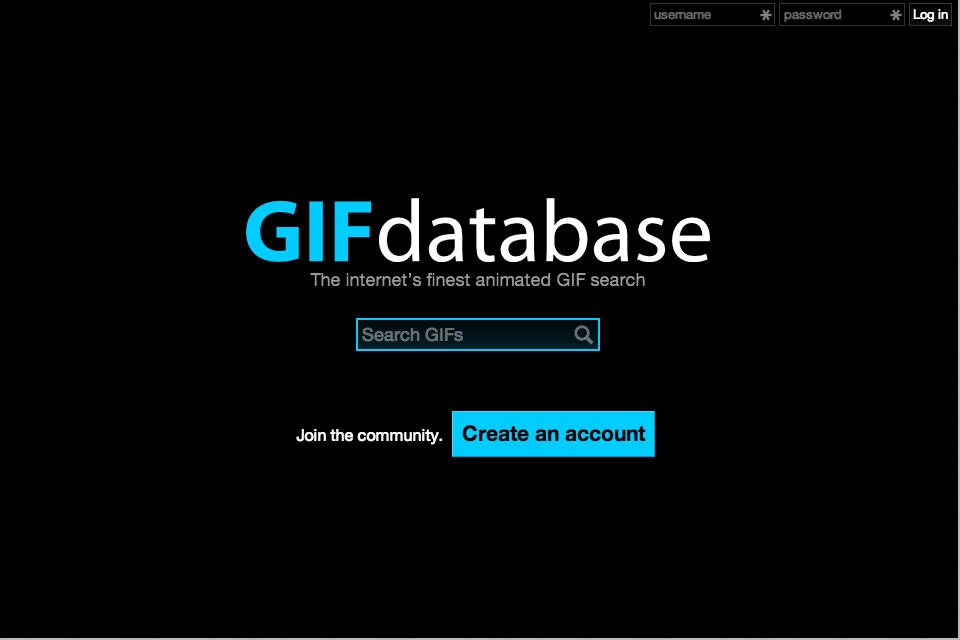 username * password * Log in
GIFdatabase
The internet’s finest animated GIF search
Search GIFs
Join the community. Create an account